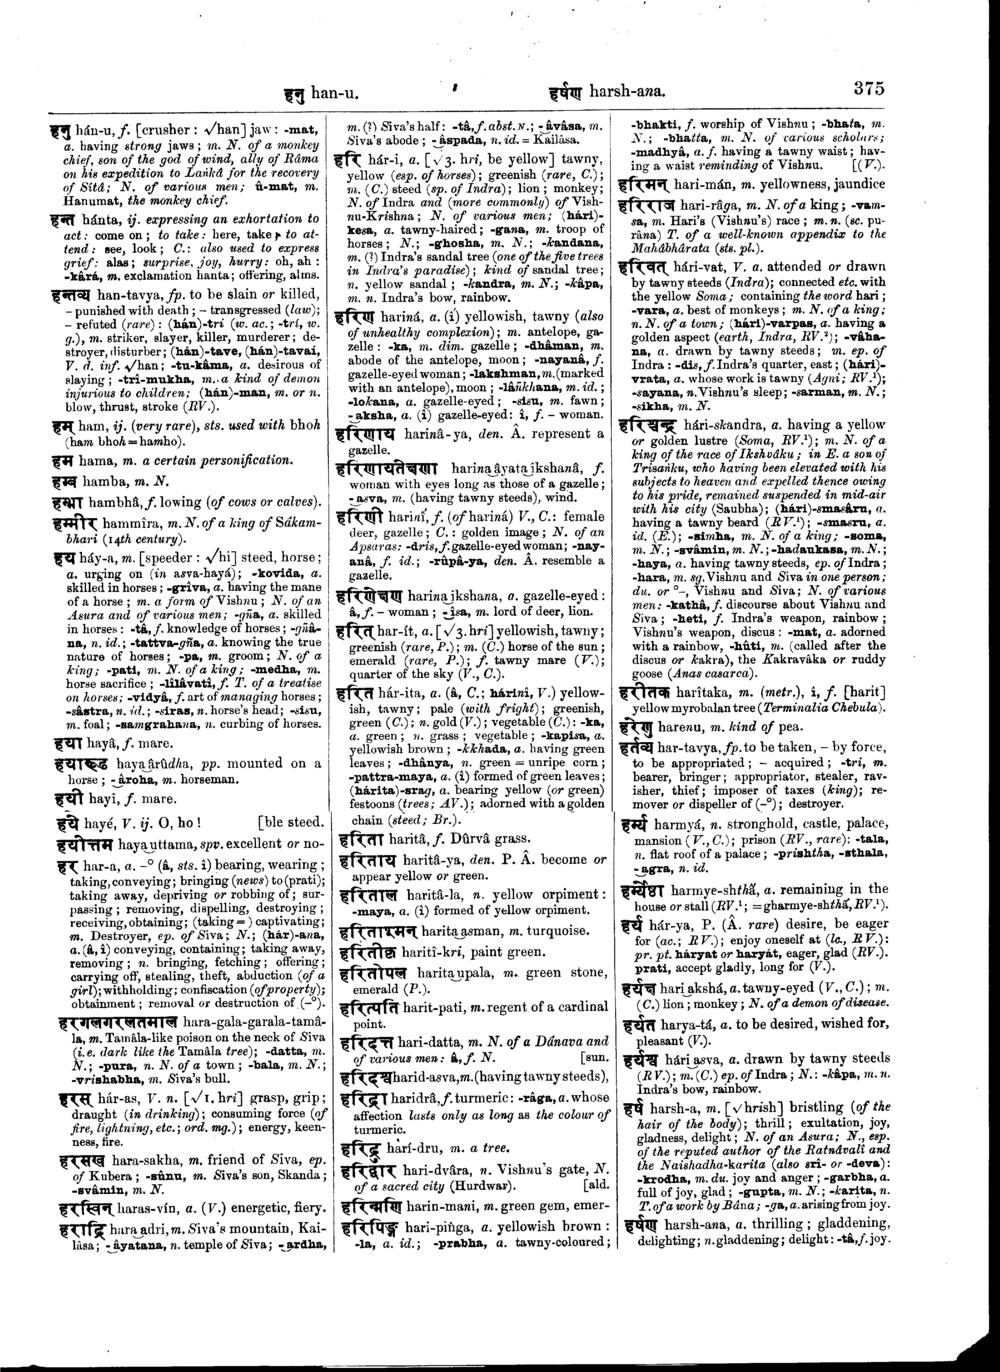 हनु han-u.
हर्षण harsh-ana.
375
हनु hán-u, f. [crusher : √han] jaw : -mat,
a. having strong jaws ; m. N. of a monkey
chief, son of the god of wind, ally of Râma
on his expedition to Laṅkâ for the recovery
of Sîtâ; N. of various men; û-mat, m.
Hanumat, the monkey chief.
हन्त hánta, ij. expressing an exhortation to
act : come on ; to take : here, take ; to at-
tend : see, look ; C.: also used to express
grief : alas ; surprise, joy, hurry : oh, ah :
-kârá, m. exclamation hanta; offering, alms.
हन्तव्य han-tavya, fp. to be slain or killed,
– punished with death ; – transgressed (law);
– refuted (rare) : (hán)-tri (w. ac.; -trí, w.
g.), m. striker, slayer, killer, murderer; de-
stroyer, disturber; (hán)-tave, (hán)-tavaí,
V. d. inf. √han ; -tu-kâma, a. desirous of
slaying ; -tri-mukha, m. a kind of demon
injurious to children; (hán)-man, m. or n.
blow, thrust, stroke (RV.).
हम् ham, ij. (very rare), sts. used with bhoh
(ham bhoh = hamho).
हम hama, m. a certain personification.
हम्ब hamba, m. N.
हम्भा hambhâ, f. lowing (of cows or calves).
हम्मीर hammîra, m. N. of a king of Sâkam-
bhari (14th century).
हय háy-a, m. [speeder : √hi] steed, horse;
a. urging on (in asva-hayá); -kovida, a.
skilled in horses ; -grîva, a. having the mane
of a horse ; m. a form of Vishnu ; N. of an
Asura and of various men; -gña, a. skilled
in horses : -tâ, f. knowledge of horses ; -gñâ-
na, n. id. ; -tattva-gña, a. knowing the true
nature of horses; -pa, m. groom; N. of a
king; -pati, m. N. of a king; -medha, m.
horse sacrifice ; -lîlâvatî, f. T. of a treatise
on horses; -vidyâ, f. art of managing horses ;
-sâstra, n. id.; -siras, n. horse's head; -sisu,
m. foal ; -samgrahana, n. curbing of horses.
हया hayâ, f. mare.
हयारूढ haya‿ârûdha, pp. mounted on a
horse ; -‿âroha, m. horseman.
हयी hayî, f. mare.
हये hayé, V. ij. O, ho ! [ble steed.
हयोत्तम haya‿uttama, spv. excellent or no-
हर har-a, a. –° (â, sts. î) bearing, wearing ;
taking, conveying; bringing (news) to (prati);
taking away, depriving or robbing of; sur-
passing ; removing, dispelling, destroying ;
receiving, obtaining; (taking =) captivating;
m. Destroyer, ep. of Siva; N.; (hár)-ana,
a. (â, î) conveying, containing; taking away,
removing ; n. bringing, fetching ; offering;
carrying off, stealing, theft, abduction (of a
girl); withholding; confiscation (of property);
obtainment ; removal or destruction of (–°).
हरगलगरलतमाल hara-gala-garala-tamâ-
la, m. Tamâla-like poison on the neck of Siva
(i.e. dark like the Tamâla tree); -datta, m.
N.; -pura, n. N. of a town ; -bala, m. N.;
-vrishabha, m. Siva's bull.
हरस् hár-as, V. n. [√1. hri] grasp, grip ;
draught (in drinking); consuming force (of
fire, lightning, etc.; ord. mg.); energy, keen-
ness, fire.
हरसख hara-sakha, m. friend of Siva, ep.
of Kubera ; -sûnu, m. Siva's son, Skanda ;
-svâmin, m. N.
हरस्विन् haras-vín, a. (V.) energetic, fiery.
हराद्रि hara‿adri, m. Siva's mountain, Kai-
lâsa ; -‿âyatana, n. temple of Siva; -‿ardha,
m. (?) Siva's half : -tâ, f. abst. N.; -‿âvâsa, m.
Siva's abode ; -‿âspada, n. id. = Kailâsa.
हरि hár-i, a. [√3. hri, be yellow] tawny,
yellow (esp. of horses); greenish (rare, C.);
m. (C.) steed (sp. of Indra); lion ; monkey;
N. of Indra and (more commonly) of Vish-
nu-Krishna ; N. of various men; (hári)-
kesa, a. tawny-haired ; -gana, m. troop of
horses ; N.; -ghosha, m. N.; -kandana,
m. (?) Indra's sandal tree (one of the five trees
in Indra's paradise) ; kind of sandal tree;
n. yellow sandal ; -kandra, m. N.; -kâpa,
m. n. Indra's bow, rainbow.
हरिण hariná, a. (î) yellowish, tawny (also
of unhealthy complexion); m. antelope, ga-
zelle : -ka, m. dim. gazelle ; -dhâman, m.
abode of the antelope, moon ; -nayanâ, f.
gazelle-eyed woman; -lakshman, m. (marked
with an antelope), moon ; -lâñkhana, m. id. ;
-lokana, a. gazelle-eyed ; -sisu, m. fawn;
-‿aksha, a. (î) gazelle-eyed: î, f. – woman.
हरिणाय harinâ-ya, den. Â. represent a
gazelle.
हरिणायतेक्षणा harina‿âyata‿îkshanâ, f.
woman with eyes long as those of a gazelle ;
-‿asva, m. (having tawny steeds), wind.
हरिणी harinî́, f. (of hariná) V., C.: female
deer, gazelle ; C. : golden image ; N. of an
Apsaras: -dris, f. gazelle-eyed woman; -nay-
anâ, f. id.; -rûpâ-ya, den. Â. resemble a
gazelle.
हरिणेक्षण harina‿îkshana, a. gazelle-eyed :
â, f. – woman ; -‿îsa, m. lord of deer, lion.
हरित् har-ít, a. [√3. hri] yellowish, tawny;
greenish (rare, P.); m. (C.) horse of the sun ;
emerald (rare, P.); f. tawny mare (V.);
quarter of the sky (V., C.).
हरित hár-ita, a. (â, C.; hárinî, V.) yellow-
ish, tawny; pale (with fright); greenish,
green (C.); n. gold (V.); vegetable (C.): -ka,
a. green ; n. grass ; vegetable ; -kapisa, a.
yellowish brown ; -kkhada, a. having green
leaves ; -dhânya, n. green = unripe corn ;
-pattra-maya, a. (î) formed of green leaves;
(hárita)-srag, a. bearing yellow (or green)
festoons (trees; AV.); adorned with a golden
chain (steed; Br.).
हरिता haritâ, f. Dûrvâ grass.
हरिताय haritâ-ya, den. P. Â. become or
appear yellow or green.
हरिताल haritâ-la, n. yellow orpiment :
-maya, a. (î) formed of yellow orpiment.
हरिताश्मन् harita‿asman, m. turquoise.
हरितीकृ haritî-kri, paint green.
हरितोपल harita‿upala, m. green stone,
emerald (P.).
हरित्पति harit-pati, m. regent of a cardinal
point.
हरिदत्त hari-datta, m. N. of a Dânava and
of various men : â, f. N. [sun.
हरिदश्व harid-asva, m. (having tawny steeds),
हरिद्रा haridrâ, f. turmeric: -râga, a. whose
affection lasts only as long as the colour of
turmeric.
हरिद्रु hárí-dru, m. a tree.
हरिद्वार hari-dvâra, n. Vishnu's gate, N.
of a sacred city (Hurdwar). [ald.
हरिन्मणि harin-mani, m. green gem, emer-
हरिपिङ्ग hari-piṅga, a. yellowish brown :
-la, a. id.; -prabha, a. tawny-coloured ;
-bhakti, f. worship of Vishnu ; -bhata, m.
N.; -bhatta, m. N. of various scholars;
-madhyâ, a. f. having a tawny waist; hav-
ing a waist reminding of Vishnu. [(V.).
हरिमन् hari-mán, m. yellowness, jaundice
हरिराज hari-râga, m. N. of a king ; -vam-
sa, m. Hari's (Vishnu's) race ; m. n. (sc. pu-
râna) T. of a well-known appendix to the
Mahâbhârata (sts. pl.).
हरिवत् hári-vat, V. a. attended or drawn
by tawny steeds (Indra); connected etc. with
the yellow Soma ; containing the word hari ;
-vara, a. best of monkeys ; m. N. of a king;
n. N. of a town ; (hári)-varpas, a. having a
golden aspect (earth, Indra, RV.²); -vâha-
na, a. drawn by tawny steeds; m. ep. of
Indra : -dis, f. Indra's quarter, east; (hári)-
vrata, a. whose work is tawny (Agni; RV.¹);
-sayana, n. Vishnu's sleep; -sarman, m. N.;
-sikha, m. N.
हरिश्चन्द्र hári-skandra, a. having a yellow
or golden lustre (Soma, RV.¹); m. N. of a
king of the race of Ikshvâku ; in E. a son of
Trisaṅku, who having been elevated with his
subjects to heaven and expelled thence owing
to his pride, remained suspended in mid-air
with his city (Saubha); (hári)-smasâru, a.
having a tawny beard (RV.¹); -smasru, a.
id. (E.); -simha, m. N. of a king ; -soma,
m. N.; -svâmin, m. N.; -hadaukasa, m. N.;
-haya, a. having tawny steeds, ep. of Indra ;
-hara, m. sg. Vishnu and Siva in one person;
du. or °–, Vishnu and Siva; N. of various
men: -kathâ, f. discourse about Vishnu and
Siva ; -heti, f. Indra's weapon, rainbow ;
Vishnu's weapon, discus : -mat, a. adorned
with a rainbow, -hûti, m. (called after the
discus or kakra), the Kakravâka or ruddy
goose (Anas casarca).
हरीतक harîtaka, m. (metr.), î, f. [harit]
yellow myrobalan tree (Terminalia Chebula).
हरेणु harenu, m. kind of pea.
हर्तव्य har-tavya, fp. to be taken, – by force,
to be appropriated ; – acquired ; -tri, m.
bearer, bringer; appropriator, stealer, rav-
isher, thief; imposer of taxes (king); re-
mover or dispeller of (–°); destroyer.
हर्म्य harmyá, n. stronghold, castle, palace,
mansion (V., C.); prison (RV., rare): -tala,
n. flat roof of a palace ; -prishtha, -sthala,
-‿agra, n. id.
हर्म्येष्ठा harmye-shthấ, a. remaining in the
house or stall (RV.¹; = gharmye-shthấ, RV.¹).
हर्य hár-ya, P. (Â. rare) desire, be eager
for (ac.; RV.); enjoy oneself at (lc., RV.):
pr. pt. háryat or haryát, eager, glad (RV.).
prati, accept gladly, long for (V.).
हर्यक्ष hari‿akshá, a. tawny-eyed (V., C.) ; m.
(C.) lion ; monkey ; N. of a demon of disease.
हर्यत harya-tá, a. to be desired, wished for,
pleasant (V.).
हर्यश्व hári‿asva, a. drawn by tawny steeds
(RV.); m. (C.) ep. of Indra ; N.: -kâpa, m. n.
Indra's bow, rainbow.
हर्ष harsh-a, m. [√hrish] bristling (of the
hair of the body); thrill ; exultation, joy,
gladness, delight ; N. of an Asura; N., esp.
of the reputed author of the Ratnâvalî and
the Naishadha-karita (also srî- or -deva):
-krodha, m. du. joy and anger ; -garbha, a.
full of joy, glad ; -gupta, m. N.; -karita, n.
T. of a work by Bâna; -ga, a. arising from joy.
हर्षण harsh-ana, a. thrilling ; gladdening,
delighting; n. gladdening; delight: -tâ, f. joy.